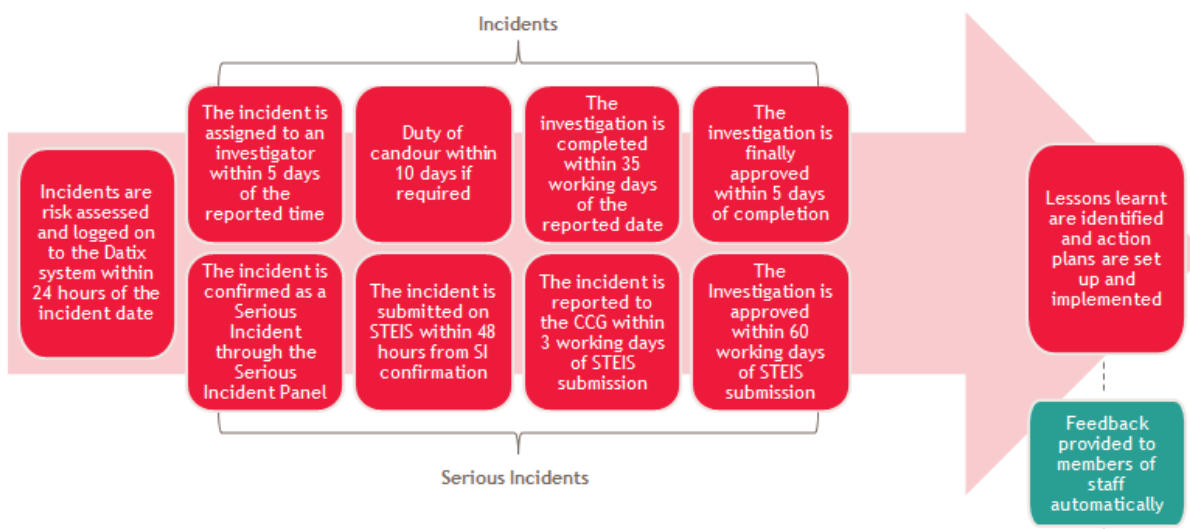 Incidents
Incidents are
risk assessed
and logged on
to the Datix
system within
24 hours of the
incident date
The incident is
assigned to an
investigator
within 5 days
of the
reported time
Duty of
candour within
10 days if
required
The
investigation is
completed
within 35
working days
of the
reported date
The
investigation is
finally
approved
within 5 days
of completion
The incident is
confirmed as a
Serious
Incident
through the
Serious
Incident Panel
The incident is
submitted on
STEIS within 48
hours from SI
confirmation
The incident is
reported to
the CCG within
3 working days
of STEIS
submission
The
Investigation is
approved
within 60
working days
of STEIS
submission
Serious Incidents
Lessons learnt
are identified
and action
plans are set
up and
implemented
Feedback
provided to
members of
staff
automatically